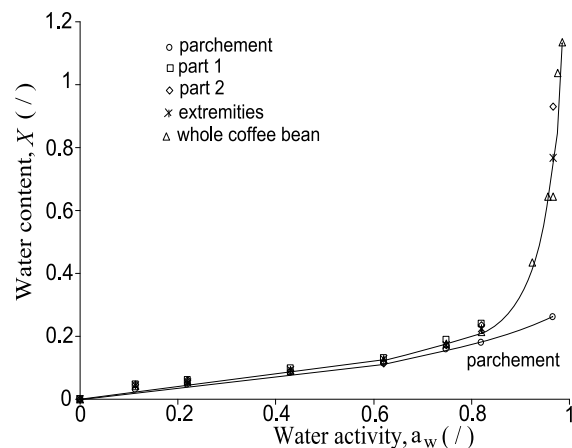 1.2
1
0.8
0.6
0.4
0.2
0
Water content, X ( / )
parchement
part 1
part 2
extremities
whole coffee bean
parchement
0 0.2 0.4 0.6 0.8 1
Water activity, aw ( / )